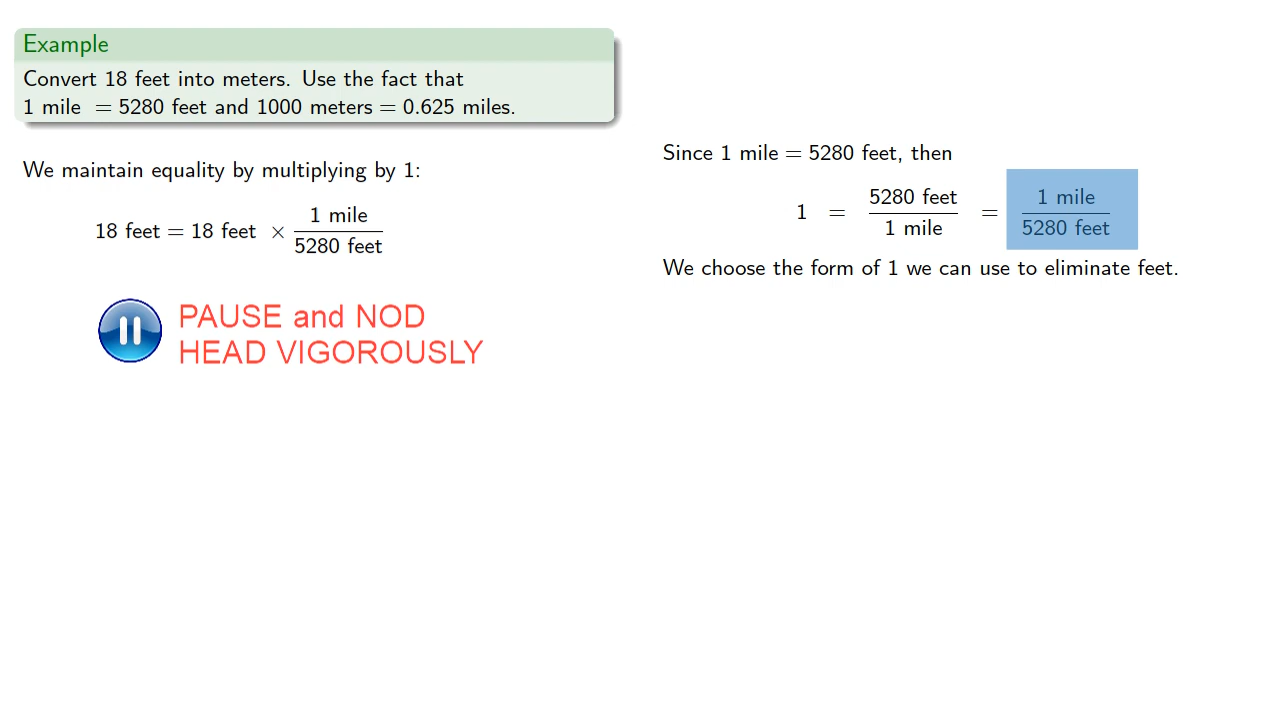 Example
Convert 18 feet into meters. Use the fact that
1 mile = 5280 feet and 1000 meters = 0.625 miles.
We maintain equality by multiplying by 1:
18 feet = 18 feet × 1 mile / 5280 feet
PAUSE and NOD
HEAD VIGOROUSLY
Since 1 mile = 5280 feet, then
1 = 5280 feet / 1 mile = 1 mile / 5280 feet
We choose the form of 1 we can use to eliminate feet.